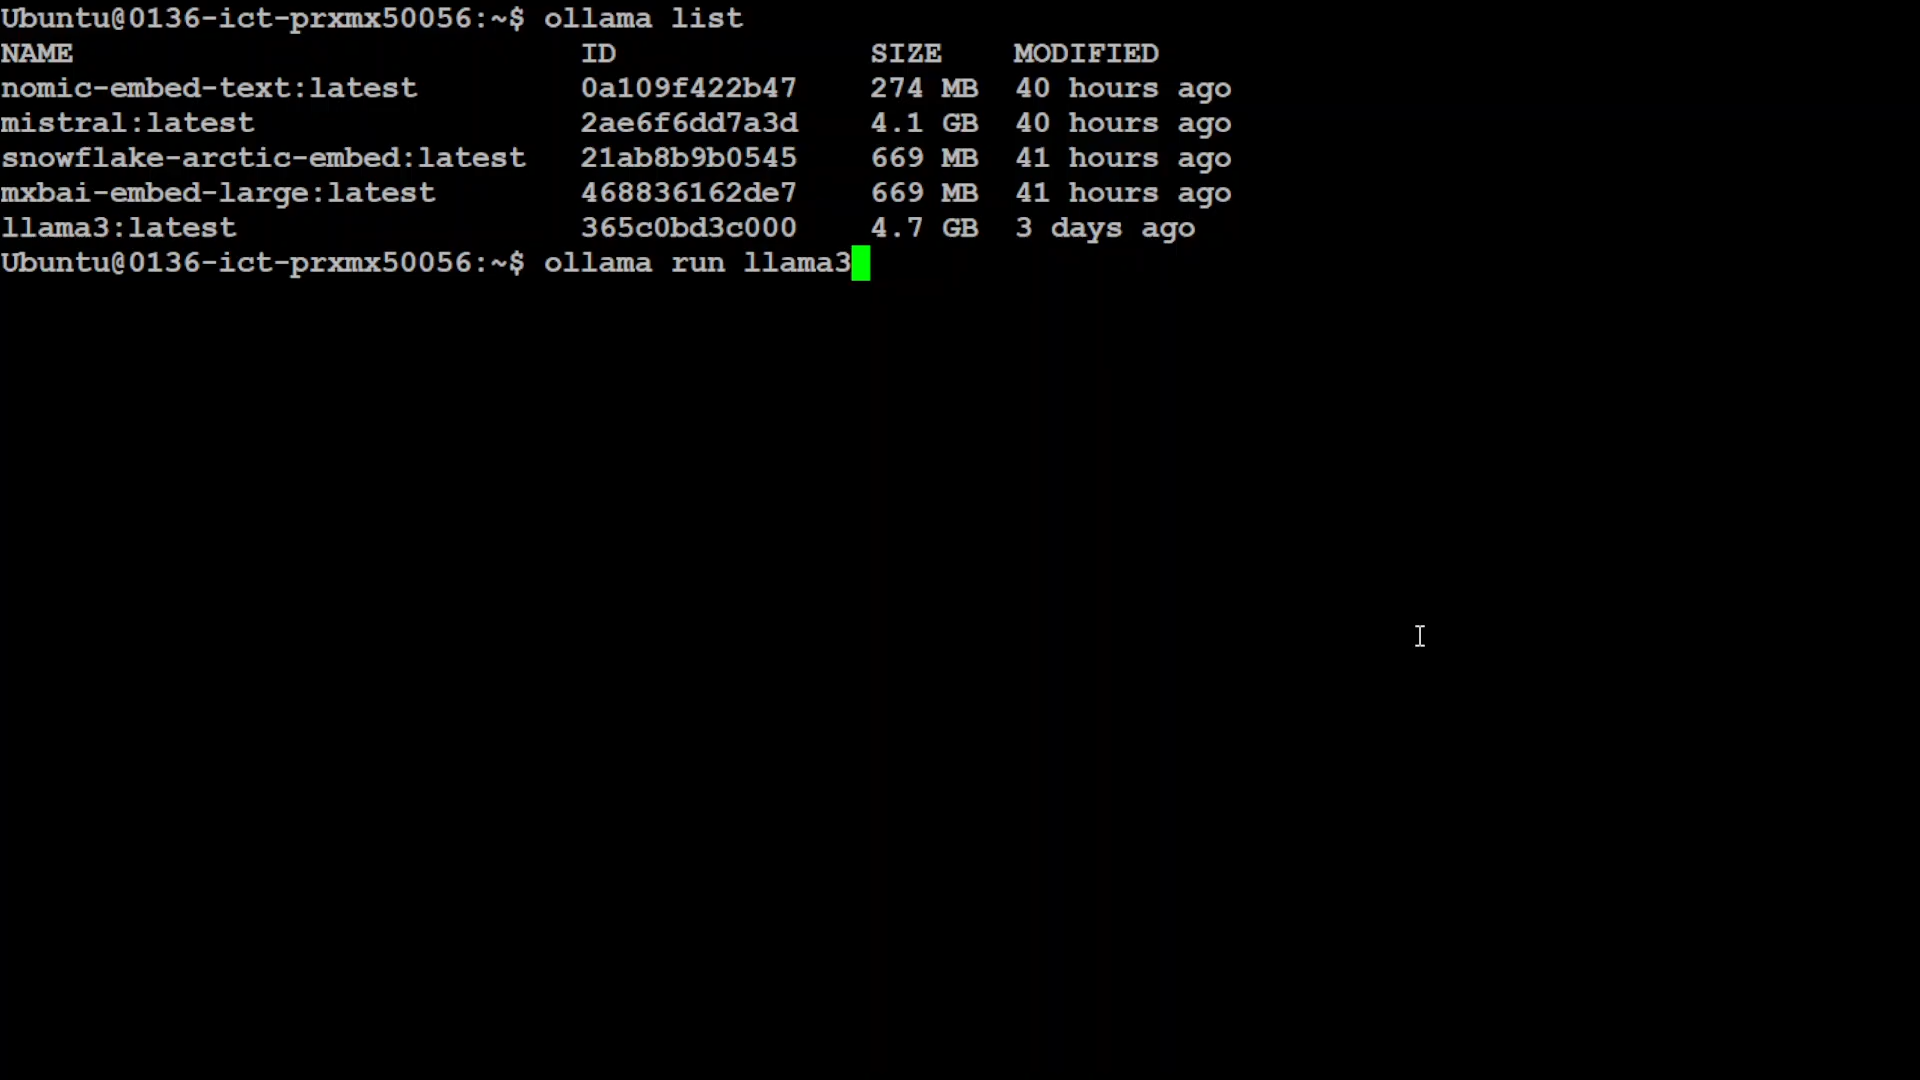 Ubuntu@0136-ict-prxmx50056:~$ ollama list
NAME ID SIZE MODIFIED
nomic-embed-text:latest 0a109f422b47 274 MB 40 hours ago
mistral:latest 2ae6f6dd7a3d 4.1 GB 40 hours ago
snowflake-arctic-embed:latest 21ab8b9b0545 669 MB 41 hours ago
mxbai-embed-large:latest 468836162de7 669 MB 41 hours ago
llama3:latest 365c0bd3c000 4.7 GB 3 days ago
Ubuntu@0136-ict-prxmx50056:~$ ollama run llama3